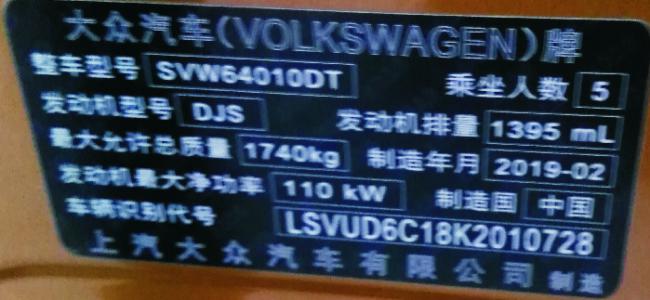 大众汽车(VOLKSWAGEN)牌
整车型号 SVW64010DT 乘坐人数 5
发动机型号 DJS 发动机排量 1395 mL
最大允许总质量 1740kg 制造年月 2019-02
发动机最大净功率 110 kW 制造国 中国
车辆识别代号 LSVUD6C18K2010728
上汽大众汽车有限公司 制造